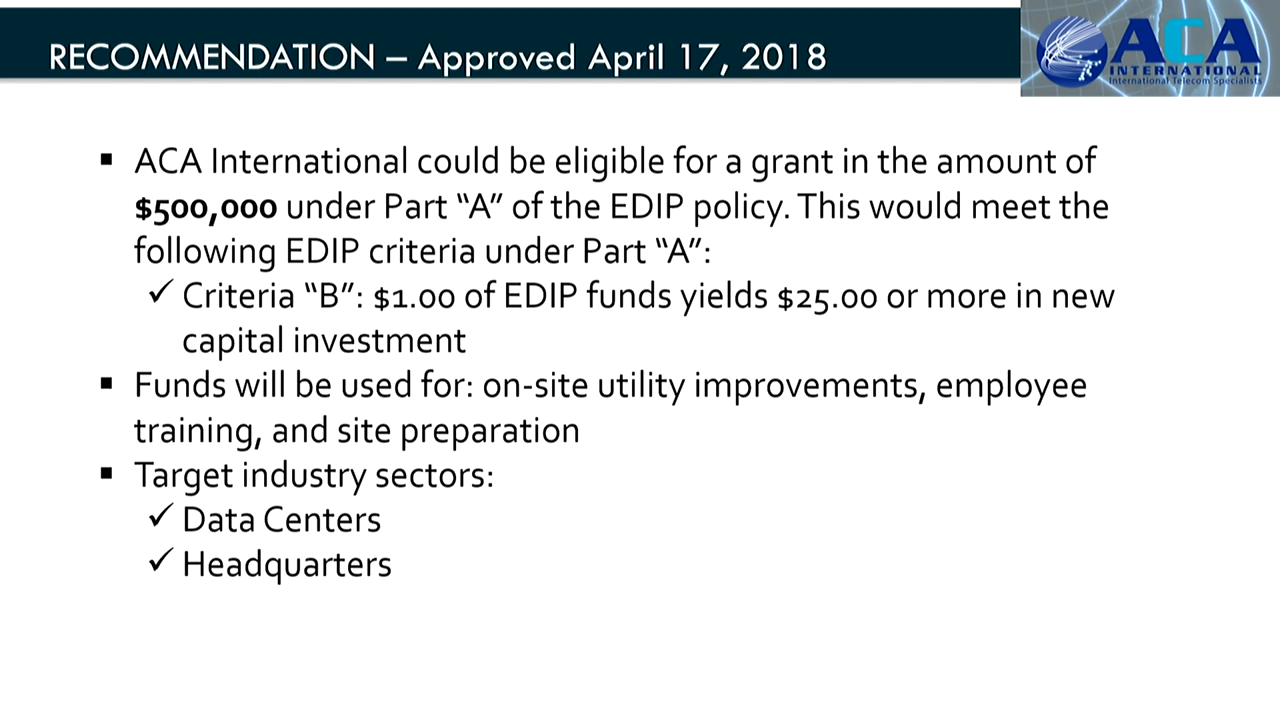 RECOMMENDATION – Approved April 17, 2018
ACA
INTERNATIONAL
International Telecom Specialists
▪ ACA International could be eligible for a grant in the amount of
$500,000 under Part “A” of the EDIP policy. This would meet the
following EDIP criteria under Part “A”:
✓ Criteria “B”: $1.00 of EDIP funds yields $25.00 or more in new
capital investment
▪ Funds will be used for: on-site utility improvements, employee
training, and site preparation
▪ Target industry sectors:
✓ Data Centers
✓ Headquarters